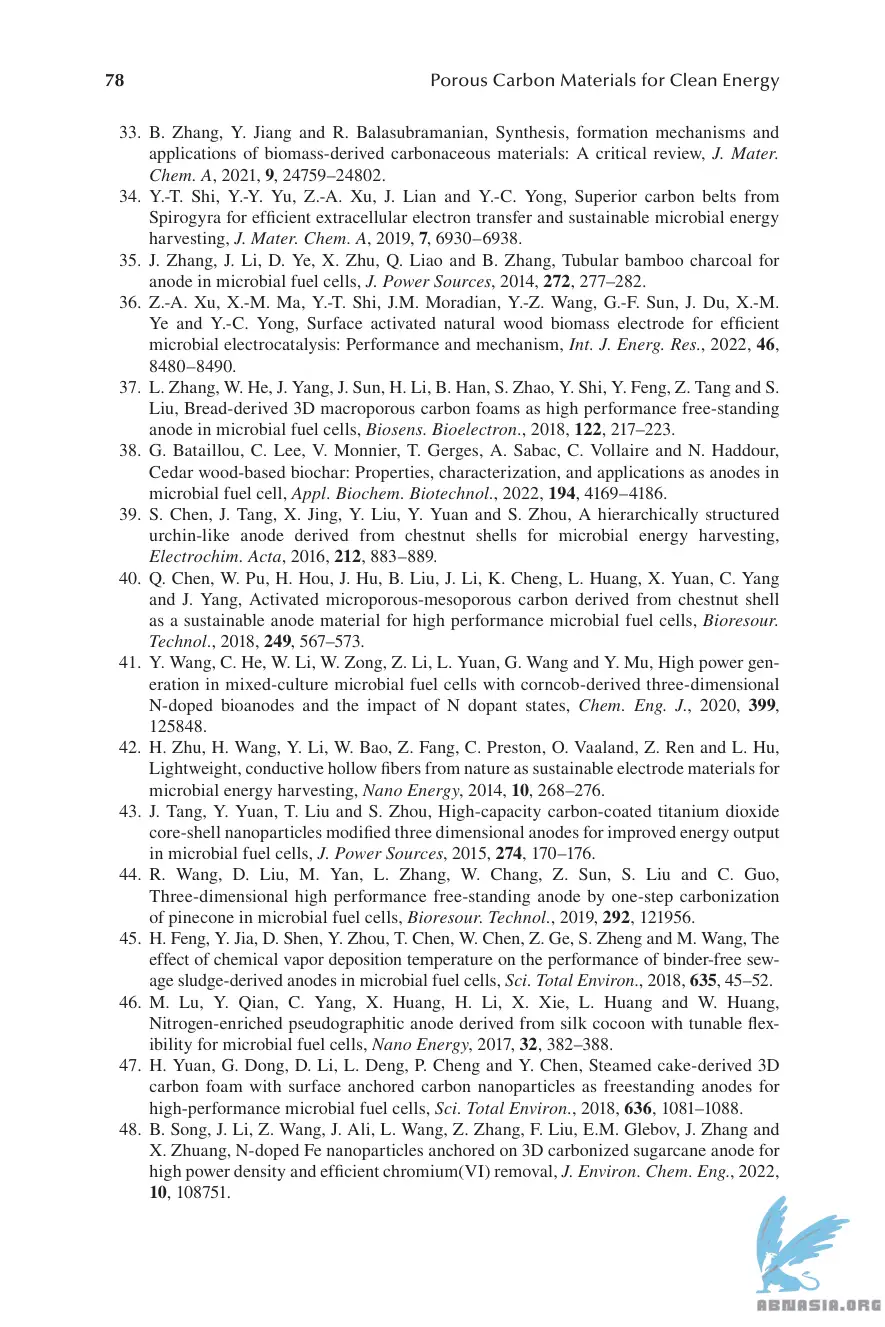 78 Porous Carbon Materials for Clean Energy
33. B. Zhang, Y. Jiang and R. Balasubramanian, Synthesis, formation mechanisms and
applications of biomass-derived carbonaceous materials: A critical review, J. Mater.
Chem. A, 2021, 9, 24759–24802.
34. Y.-T. Shi, Y.-Y. Yu, Z.-A. Xu, J. Lian and Y.-C. Yong, Superior carbon belts from
Spirogyra for efficient extracellular electron transfer and sustainable microbial energy
harvesting, J. Mater. Chem. A, 2019, 7, 6930–6938.
35. J. Zhang, J. Li, D. Ye, X. Zhu, Q. Liao and B. Zhang, Tubular bamboo charcoal for
anode in microbial fuel cells, J. Power Sources, 2014, 272, 277–282.
36. Z.-A. Xu, X.-M. Ma, Y.-T. Shi, J.M. Moradian, Y.-Z. Wang, G.-F. Sun, J. Du, X.-M.
Ye and Y.-C. Yong, Surface activated natural wood biomass electrode for efficient
microbial electrocatalysis: Performance and mechanism, Int. J. Energ. Res., 2022, 46,
8480–8490.
37. L. Zhang, W. He, J. Yang, J. Sun, H. Li, B. Han, S. Zhao, Y. Shi, Y. Feng, Z. Tang and S.
Liu, Bread-derived 3D macroporous carbon foams as high performance free-standing
anode in microbial fuel cells, Biosens. Bioelectron., 2018, 122, 217–223.
38. G. Bataillou, C. Lee, V. Monnier, T. Gerges, A. Sabac, C. Vollaire and N. Haddour,
Cedar wood-based biochar: Properties, characterization, and applications as anodes in
microbial fuel cell, Appl. Biochem. Biotechnol., 2022, 194, 4169–4186.
39. S. Chen, J. Tang, X. Jing, Y. Liu, Y. Yuan and S. Zhou, A hierarchically structured
urchin-like anode derived from chestnut shells for microbial energy harvesting,
Electrochim. Acta, 2016, 212, 883–889.
40. Q. Chen, W. Pu, H. Hou, J. Hu, B. Liu, J. Li, K. Cheng, L. Huang, X. Yuan, C. Yang
and J. Yang, Activated microporous-mesoporous carbon derived from chestnut shell
as a sustainable anode material for high performance microbial fuel cells, Bioresour.
Technol., 2018, 249, 567–573.
41. Y. Wang, C. He, W. Li, W. Zong, Z. Li, L. Yuan, G. Wang and Y. Mu, High power gen-
eration in mixed-culture microbial fuel cells with corncob-derived three-dimensional
N-doped bioanodes and the impact of N dopant states, Chem. Eng. J., 2020, 399,
125848.
42. H. Zhu, H. Wang, Y. Li, W. Bao, Z. Fang, C. Preston, O. Vaaland, Z. Ren and L. Hu,
Lightweight, conductive hollow fibers from nature as sustainable electrode materials for
microbial energy harvesting, Nano Energy, 2014, 10, 268–276.
43. J. Tang, Y. Yuan, T. Liu and S. Zhou, High-capacity carbon-coated titanium dioxide
core-shell nanoparticles modified three dimensional anodes for improved energy output
in microbial fuel cells, J. Power Sources, 2015, 274, 170–176.
44. R. Wang, D. Liu, M. Yan, L. Zhang, W. Chang, Z. Sun, S. Liu and C. Guo,
Three-dimensional high performance free-standing anode by one-step carbonization
of pinecone in microbial fuel cells, Bioresour. Technol., 2019, 292, 121956.
45. H. Feng, Y. Jia, D. Shen, Y. Zhou, T. Chen, W. Chen, Z. Ge, S. Zheng and M. Wang, The
effect of chemical vapor deposition temperature on the performance of binder-free sew-
age sludge-derived anodes in microbial fuel cells, Sci. Total Environ., 2018, 635, 45–52.
46. M. Lu, Y. Qian, C. Yang, X. Huang, H. Li, X. Xie, L. Huang and W. Huang,
Nitrogen-enriched pseudographitic anode derived from silk cocoon with tunable flex-
ibility for microbial fuel cells, Nano Energy, 2017, 32, 382–388.
47. H. Yuan, G. Dong, D. Li, L. Deng, P. Cheng and Y. Chen, Steamed cake-derived 3D
carbon foam with surface anchored carbon nanoparticles as freestanding anodes for
high-performance microbial fuel cells, Sci. Total Environ., 2018, 636, 1081–1088.
48. B. Song, J. Li, Z. Wang, J. Ali, L. Wang, Z. Zhang, F. Liu, E.M. Glebov, J. Zhang and
X. Zhuang, N-doped Fe nanoparticles anchored on 3D carbonized sugarcane anode for
high power density and efficient chromium(VI) removal, J. Environ. Chem. Eng., 2022,
10, 108751.
ABNASIA.ORG